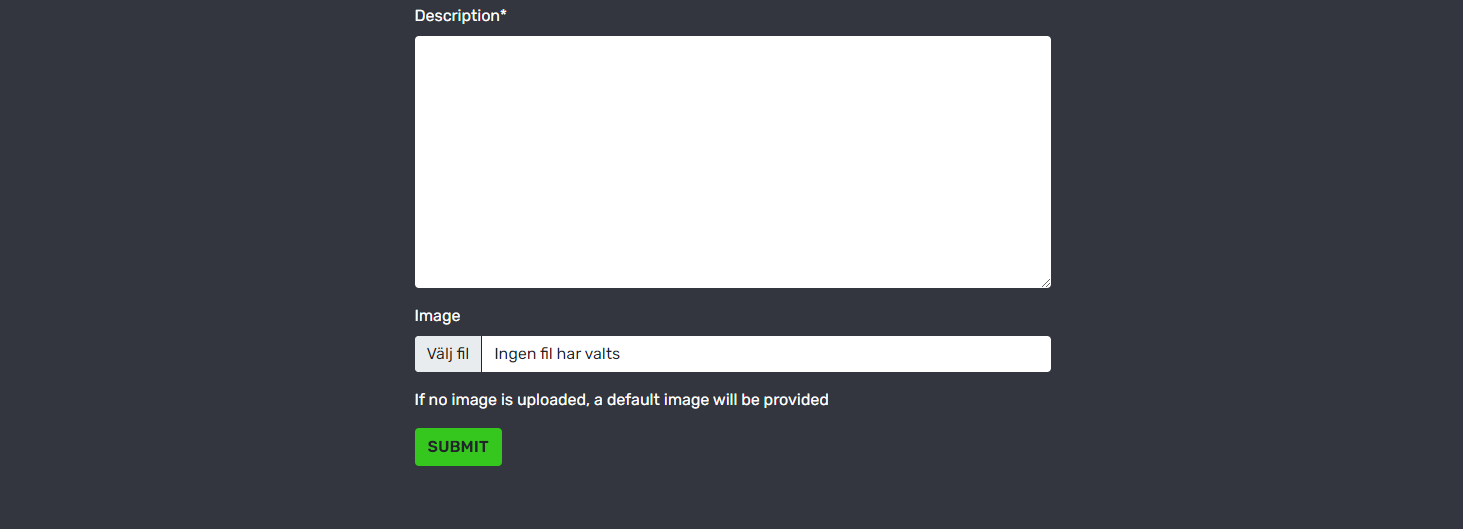 Description*
Image
Välj fil Ingen fil har valts
If no image is uploaded, a default image will be provided
SUBMIT